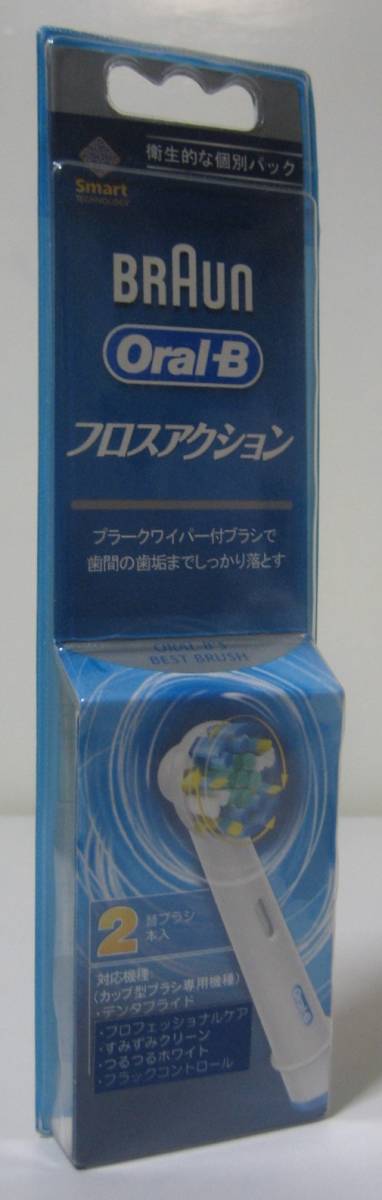 衛生的な個別パック
Smart
TECHNOLOGY
BRAUN
Oral-B
フロスアクション
プラークワイパー付ブラシで
歯間の歯垢までしっかり落とす
ORAL-B'S
BEST BRUSH
2 替ブラシ
本入
対応機種
(カップ型ブラシ専用機種)
・デンタプライド
・プロフェッショナルケア
・すみずみクリーン
・つるつるホワイト
・プラックコントロール
Oral-B